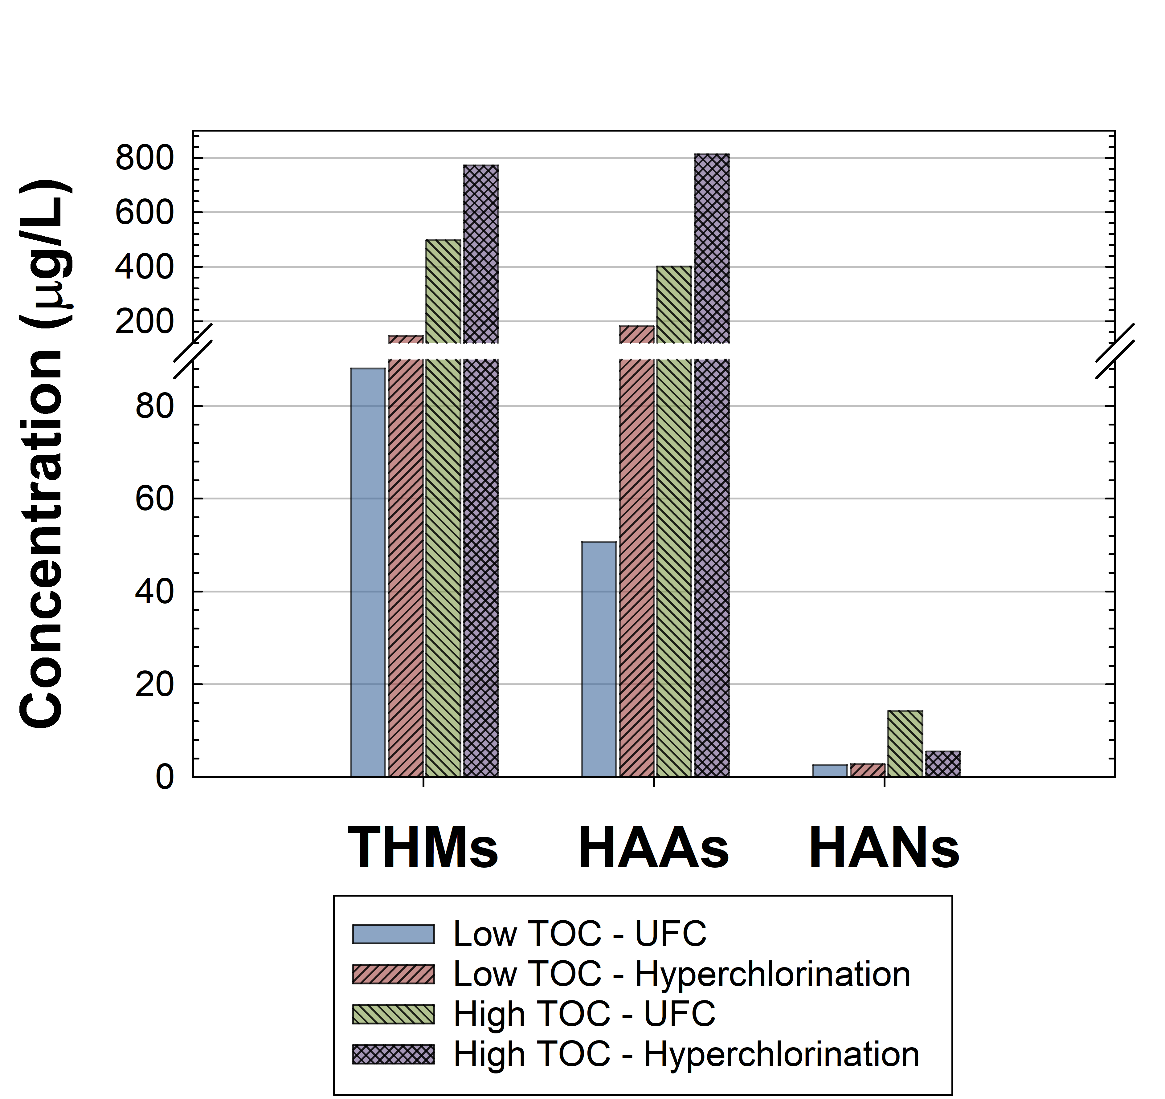 Concentration (μg/L)
800
600
400
200
80
60
40
20
0
THMs HAAs HANs
Low TOC - UFC
Low TOC - Hyperchlorination
High TOC - UFC
High TOC - Hyperchlorination